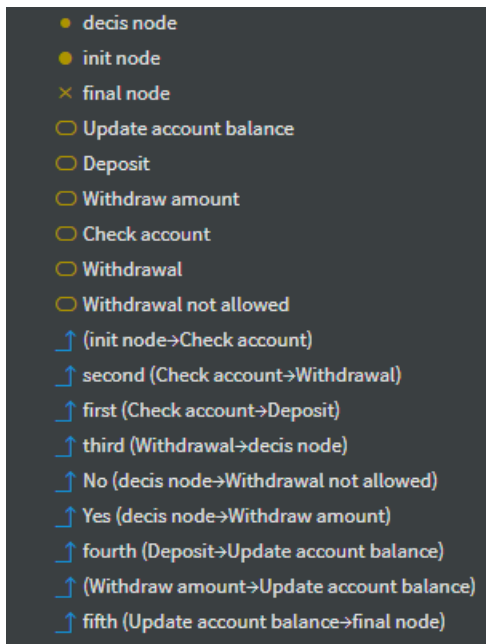 decis node
init node
final node
Update account balance
Deposit
Withdraw amount
Check account
Withdrawal
Withdrawal not allowed
(init node→Check account)
second (Check account→Withdrawal)
first (Check account→Deposit)
third (Withdrawal→decis node)
No (decis node→Withdrawal not allowed)
Yes (decis node→Withdraw amount)
fourth (Deposit→Update account balance)
(Withdraw amount→Update account balance)
fifth (Update account balance→final node)